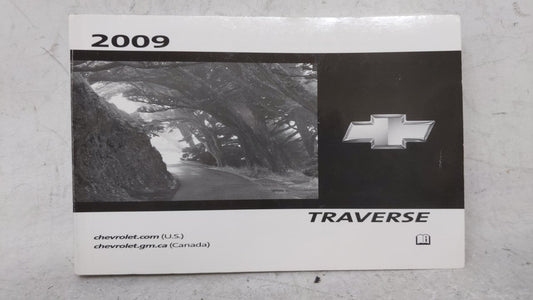 2009
TRAVERSE
chevrolet.com (U.S.)
chevrolet.gm.ca (Canada)